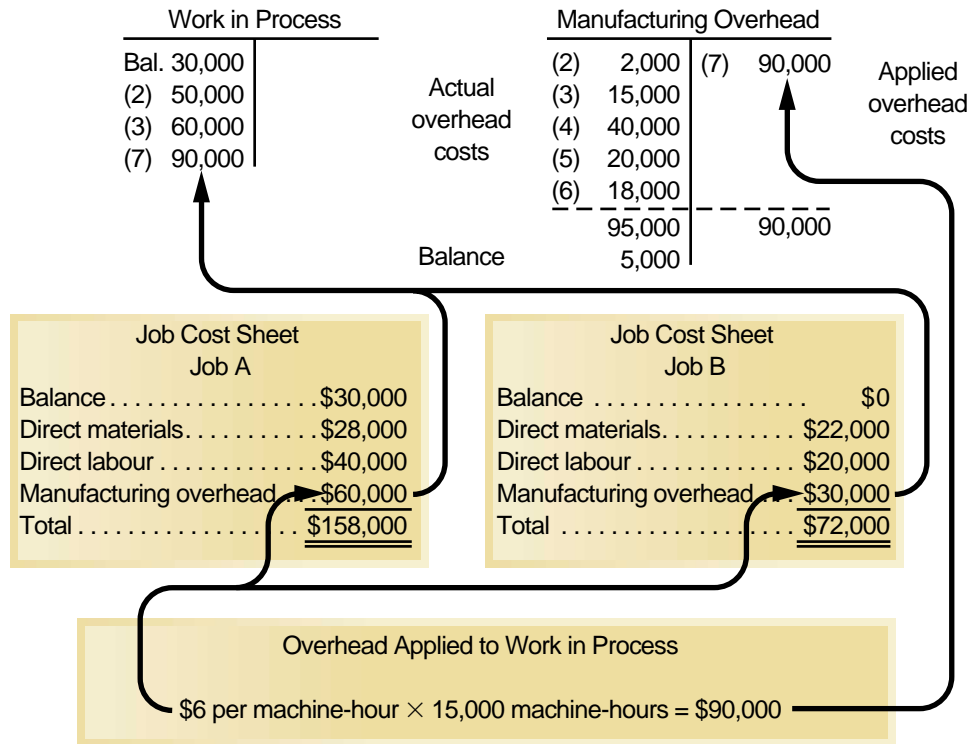 Work in Process
Bal. 30,000
(2) 50,000
(3) 60,000
(7) 90,000
Actual
overhead
costs
Manufacturing Overhead
(2) 2,000 (7) 90,000
(3) 15,000
(4) 40,000
(5) 20,000
(6) 18,000
95,000 90,000
Balance 5,000
Applied
overhead
costs
Job Cost Sheet
Job A
Balance . . . . . . . . . . . . . . . . . $30,000
Direct materials. . . . . . . . . . . $28,000
Direct labour . . . . . . . . . . . . . $40,000
Manufacturing overhead . . . . $60,000
Total . . . . . . . . . . . . . . . . . . $158,000
Job Cost Sheet
Job B
Balance . . . . . . . . . . . . . . . . . $0
Direct materials. . . . . . . . . . . $22,000
Direct labour . . . . . . . . . . . . . $20,000
Manufacturing overhead . . . . $30,000
Total . . . . . . . . . . . . . . . . . . . $72,000
Overhead Applied to Work in Process
$6 per machine-hour × 15,000 machine-hours = $90,000